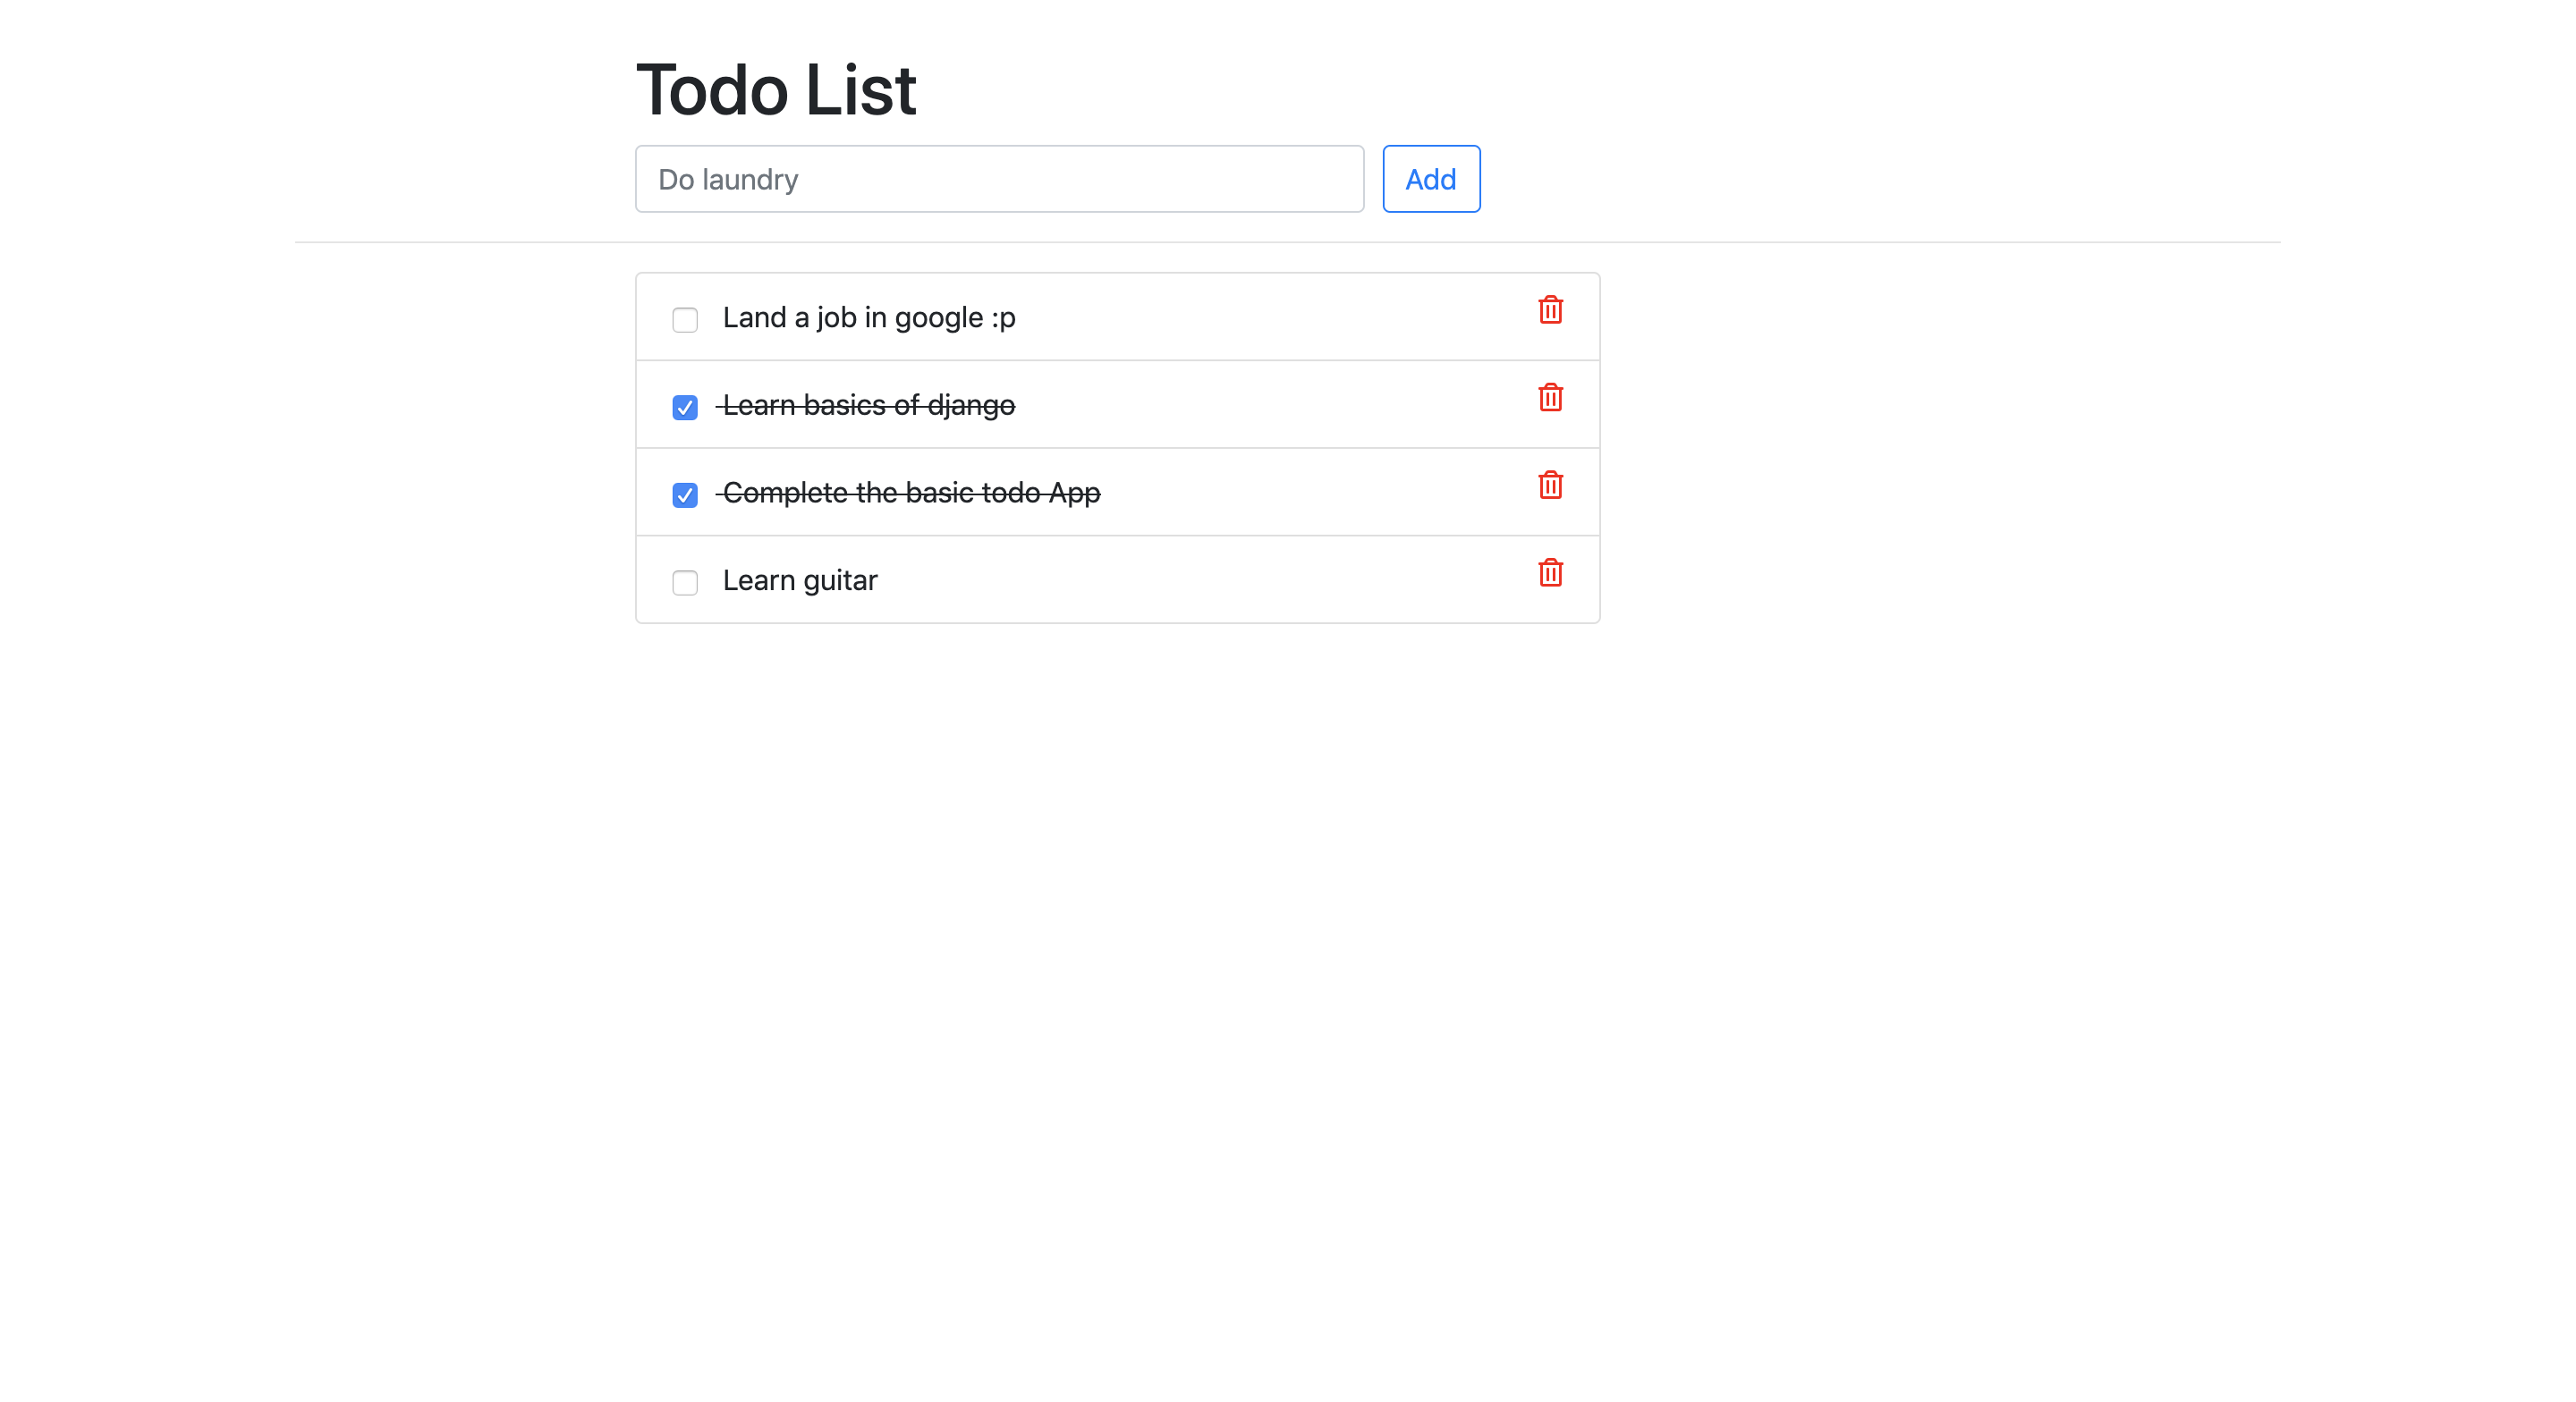 Todo List
Do laundry
Add
Land a job in google :p
Learn basics of django
Complete the basic todo App
Learn guitar